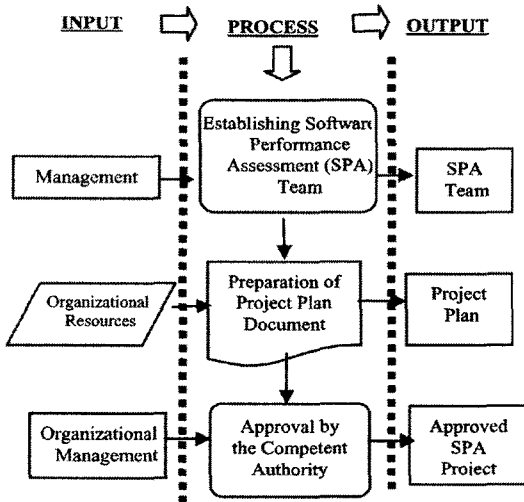 INPUT PROCESS OUTPUT
Establishing Software
Performance
Assessment (SPA)
Team
Management
SPA
Team
Organizational
Resources
Preparation of
Project Plan
Document
Project
Plan
Organizational
Management
Approval by
the Competent
Authority
Approved
SPA
Project